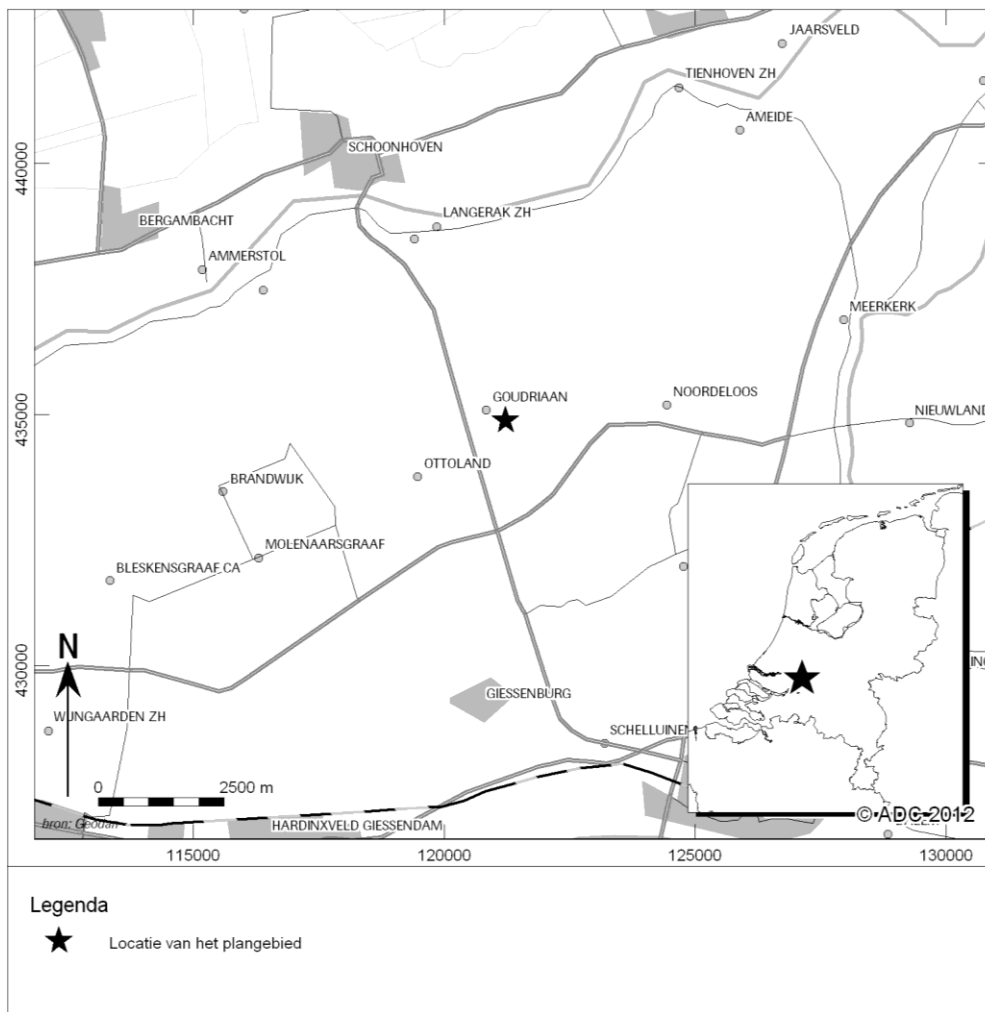 JAARSVELD
TIENHOVEN ZH
AMEIDE
SCHOONHOVEN
440000
LANGERAK ZH
BERGAMBACHT
AMMERSTOL
MEERKERK
GOUDRIAAN
NOORDELOOS
435000
NIEUWLAND
OTTOLAND
BRANDWIJK
MOLENAARSGRAAF
BLESKENSGRAAF CA
N
430000
GIESSENBURG
WIJNGAARDEN ZH
SCHELLUINEN
0 2500 m
© ADC 2012
bron: Geodan
HARDINXVELD GIESSENDAM
115000 120000 125000 130000
Legenda
Locatie van het plangebied